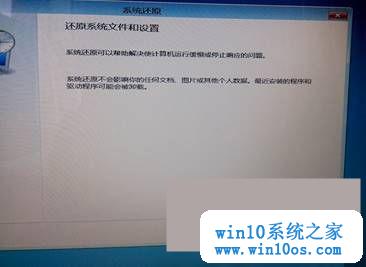 系统还原
还原系统文件和设置
系统还原可以帮助解决使计算机运行缓慢或停止响应的问题。
系统还原不会影响你的任何文档、图片或其他个人数据。最近安装的程序和
驱动程序可能会被卸载。
win10系统之家
www.win10os.com